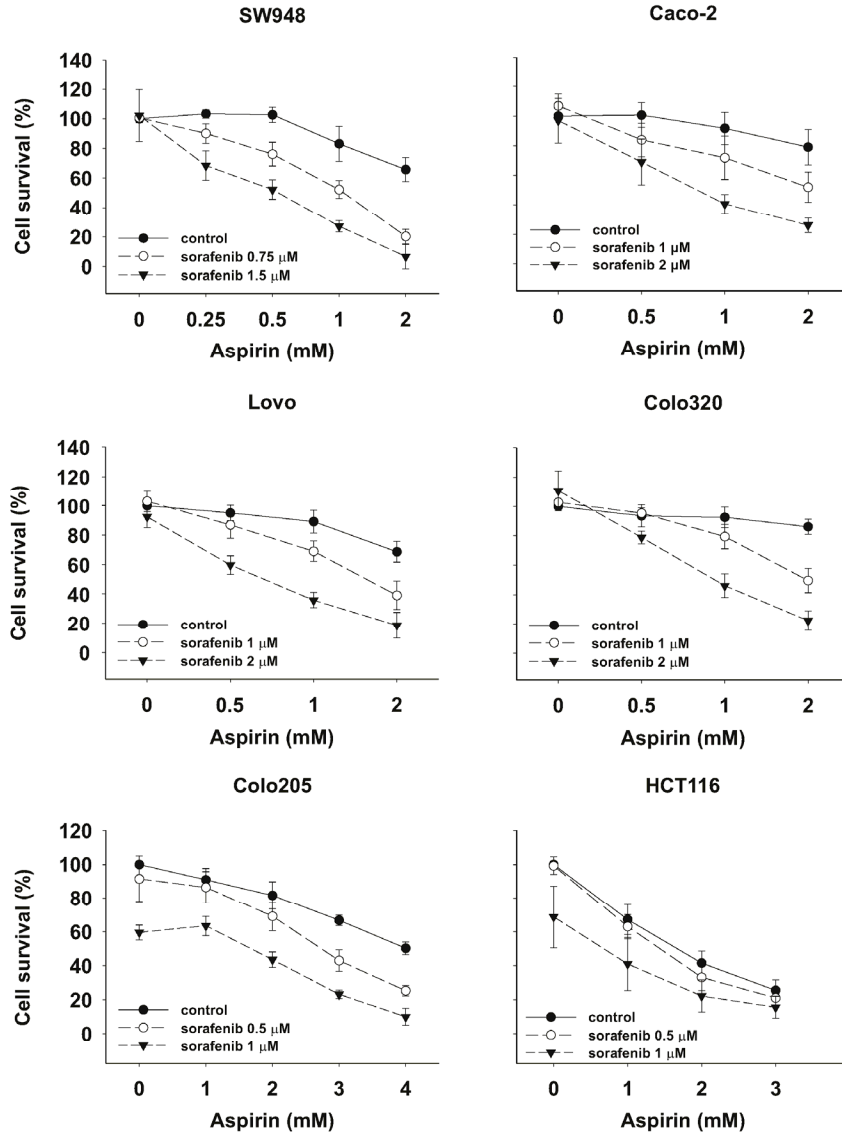 SW948
Cell survival (%)
140
120
100
80
60
40
20
0
control
sorafenib 0.75 μM
sorafenib 1.5 μM
0 0.25 0.5 1 2
Aspirin (mM)
Caco-2
control
sorafenib 1 μM
sorafenib 2 μM
0 0.5 1 2
Aspirin (mM)
Lovo
Cell survival (%)
140
120
100
80
60
40
20
0
control
sorafenib 1 μM
sorafenib 2 μM
0 0.5 1 2
Aspirin (mM)
Colo320
control
sorafenib 1 μM
sorafenib 2 μM
0 0.5 1 2
Aspirin (mM)
Colo205
Cell survival (%)
120
100
80
60
40
20
0
control
sorafenib 0.5 μM
sorafenib 1 μM
0 1 2 3 4
Aspirin (mM)
HCT116
control
sorafenib 0.5 μM
sorafenib 1 μM
0 1 2 3
Aspirin (mM)